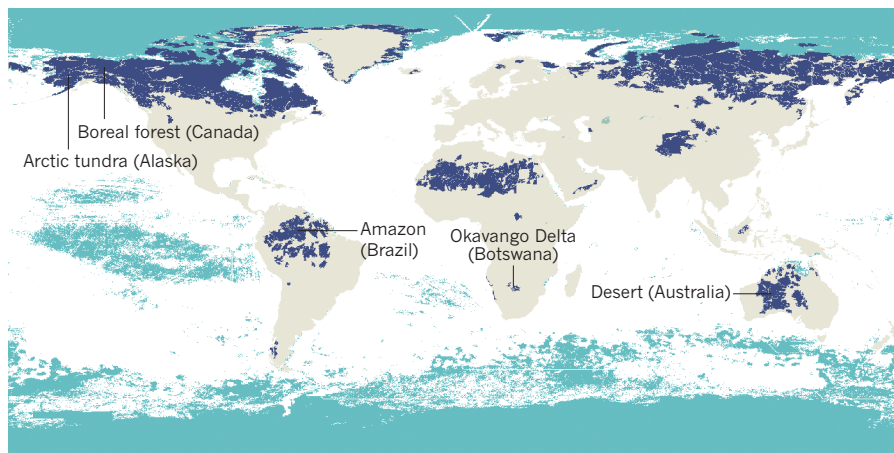 Boreal forest (Canada)
Arctic tundra (Alaska)
Amazon
(Brazil)
Okavango Delta
(Botswana)
Desert (Australia)